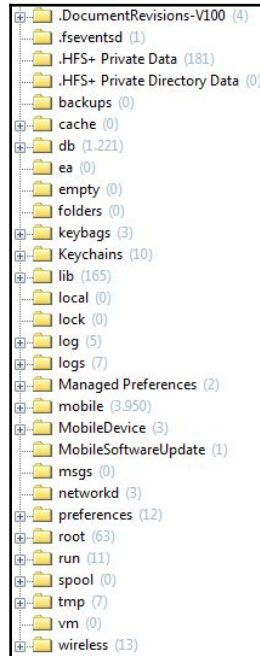 .DocumentRevisions-V100 (4)
.fseventsd (1)
.HFS+ Private Data (181)
.HFS+ Private Directory Data (0)
backups (0)
cache (0)
db (1.221)
ea (0)
empty (0)
folders (0)
keybags (3)
Keychains (10)
lib (165)
local (0)
lock (0)
log (5)
logs (7)
Managed Preferences (2)
mobile (3.950)
MobileDevice (3)
MobileSoftwareUpdate (1)
msgs (0)
networkd (3)
preferences (12)
root (63)
run (11)
spool (0)
tmp (7)
vm (0)
wireless (13)